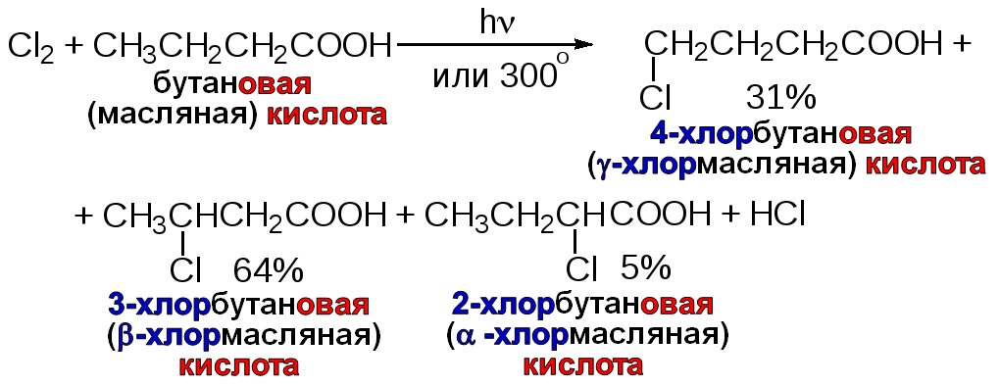 Cl2 + CH3CH2CH2COOH hν или 300° CH2CH2CH2COOH +
Cl 31%
бутановая
(масляная) кислота
4-хлорбутановая
(γ-хлормасляная) кислота
+ CH3CHCH2COOH + CH3CH2CHCOOH + HCl
Cl 64% Cl 5%
3-хлорбутановая 2-хлорбутановая
(β-хлормасляная) (α -хлормасляная)
кислота кислота